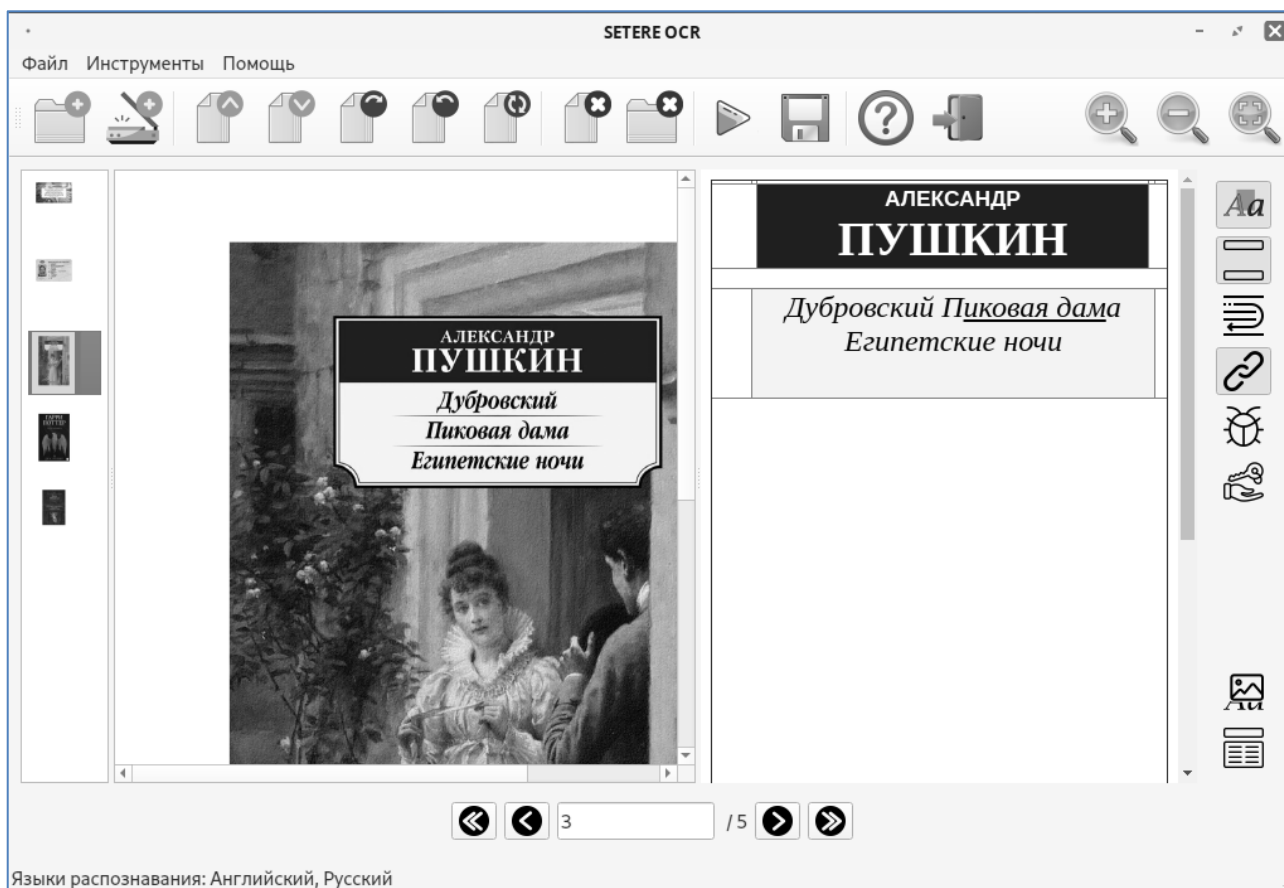 SETERE OCR
Файл Инструменты Помощь
АЛЕКСАНДР
ПУШКИН
Дубровский
Пиковая дама
Египетские ночи
АЛЕКСАНДР
ПУШКИН
Дубровский Пиковая дама
Египетские ночи
Aa
3 / 5
Языки распознавания: Английский, Русский